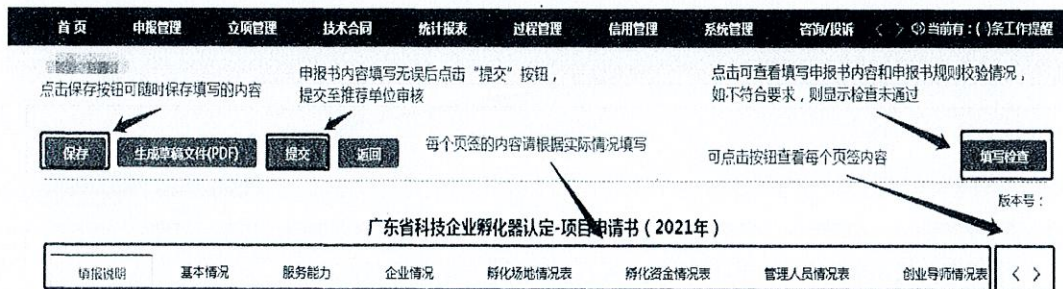 首页 申报管理 立项管理 技术合同 统计报表 过程管理 信用管理 系统管理 咨询/投诉 < > 当前有：( )条工作提醒
点击保存按钮可随时保存填写的内容
申报书内容填写无误后点击“提交”按钮，
提交至推荐单位审核
点击可查看填写申报书内容和申报书规则校验情况，
如不符合要求，则显示检查未通过
保存 生成草稿文件(PDF) 提交 返回
每个页签的内容请根据实际情况填写
可点击按钮查看每个页签内容
填写检查
版本号：
广东省科技企业孵化器认定-项目申请书（2021年）
填报说明 基本情况 服务能力 企业情况 孵化场地情况表 孵化资金情况表 管理人员情况表 创业导师情况表 < >